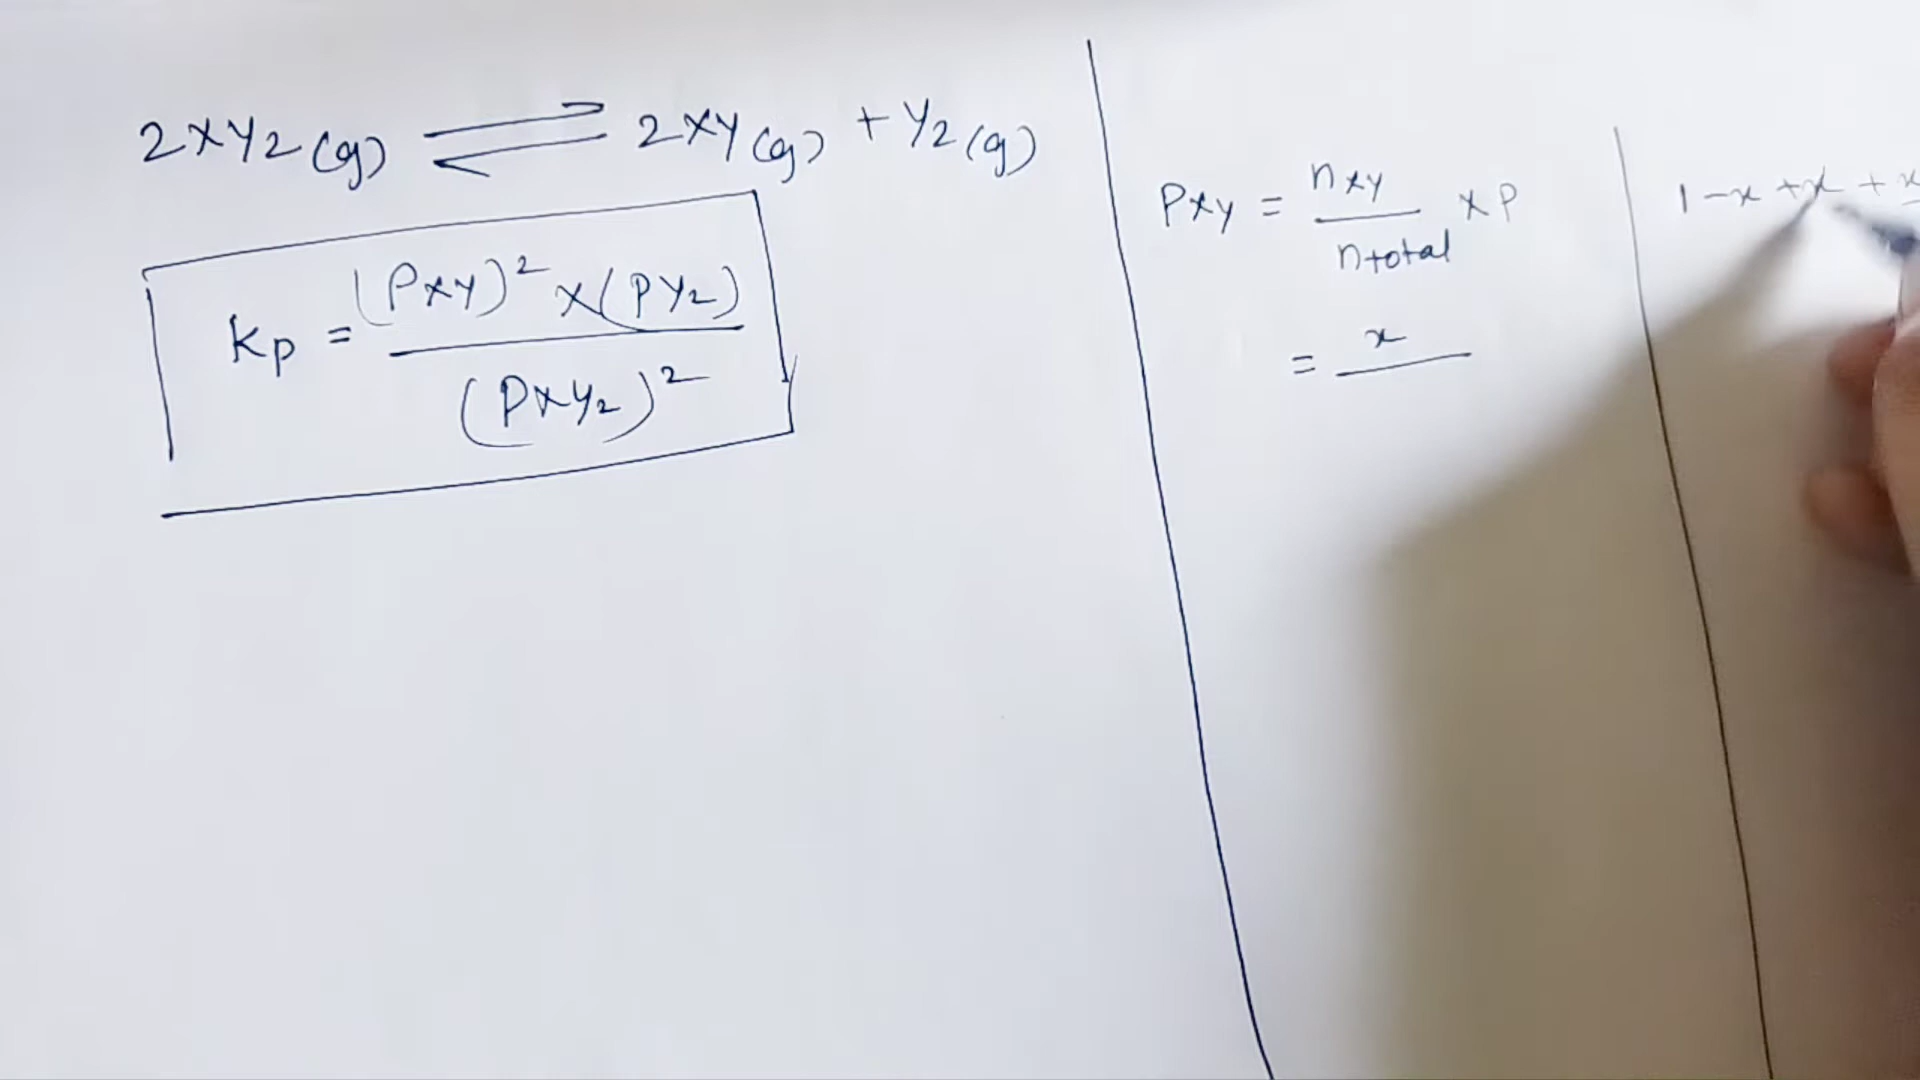 2XY2(g) ⇌ 2XY(g) + Y2(g)
Kp = (PXY)² × (PY2) / (PXY2)²
PXY = nXY / ntotal × P
= x /
1 - x + x + x